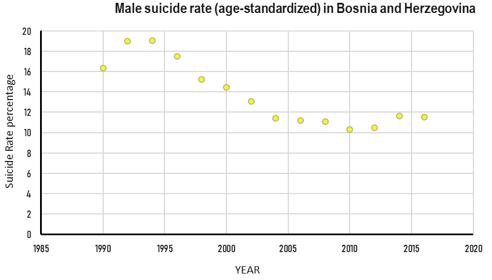 Male suicide rate (age-standardized) in Bosnia and Herzegovina
Suicide Rate percentage
20
18
16
14
12
10
8
6
4
2
0
1985 1990 1995 2000 2005 2010 2015 2020
YEAR